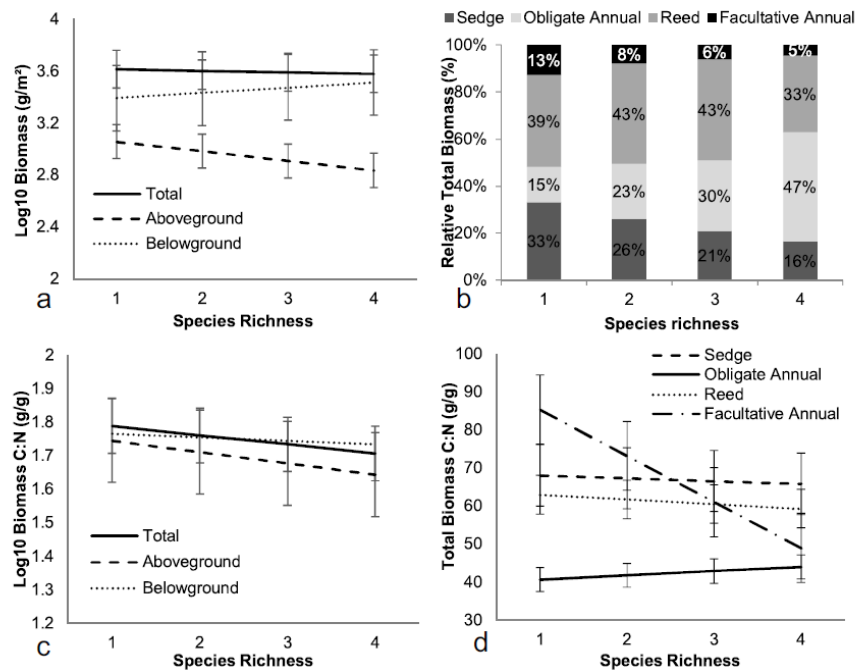 4
3.6
3.2
2.8
2.4
2
Log10 Biomass (g/m²)
Total
Aboveground
Belowground
1 2 3 4
Species Richness
a
Sedge Obligate Annual Reed Facultative Annual
100%
80%
60%
40%
20%
0%
Relative Total Biomass (%)
13% 8% 6% 5%
39% 43% 43% 33%
15% 23% 30% 47%
33% 26% 21% 16%
1 2 3 4
Species richness
b
2
1.9
1.8
1.7
1.6
1.5
1.4
1.3
1.2
Log10 Biomass C:N (g/g)
Total
Aboveground
Belowground
1 2 3 4
Species Richness
c
100
90
80
70
60
50
40
30
Total Biomass C:N (g/g)
Sedge
Obligate Annual
Reed
Facultative Annual
1 2 3 4
Species Richness
d